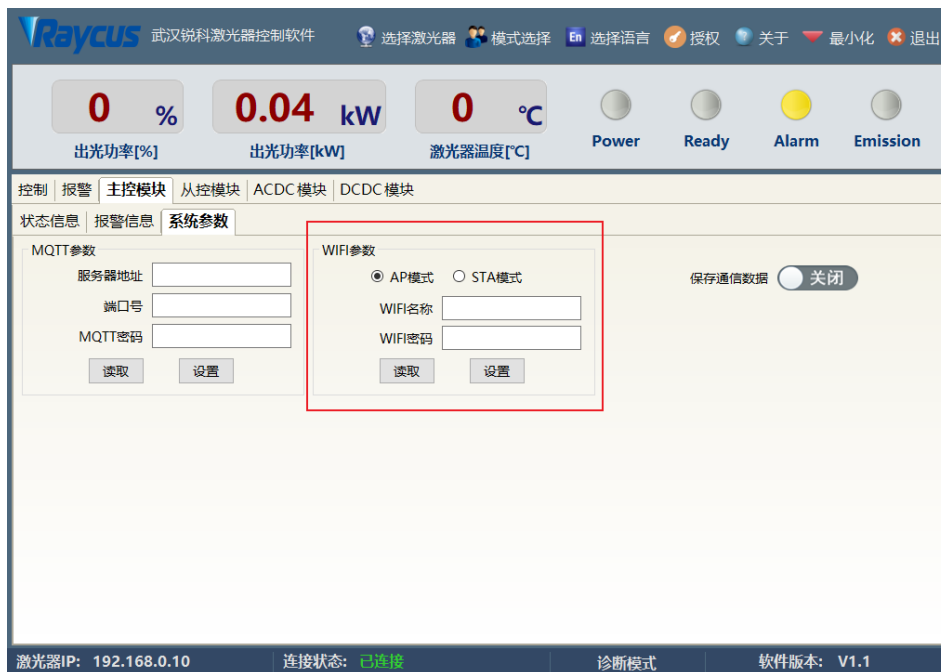 Raycus 武汉锐科激光器控制软件 选择激光器 模式选择 En 选择语言 授权 关于 最小化 退出
0 % 0.04 kW 0 ℃
出光功率[%] 出光功率[kW] 激光器温度[℃] Power Ready Alarm Emission
控制 报警 主控模块 从控模块 ACDC模块 DCDC模块
状态信息 报警信息 系统参数
MQTT参数 WIFI参数
服务器地址 AP模式 STA模式 保存通信数据 关闭
端口号 WIFI名称
MQTT密码 WIFI密码
读取 设置 读取 设置
激光器IP: 192.168.0.10 连接状态: 已连接 诊断模式 软件版本: V1.1